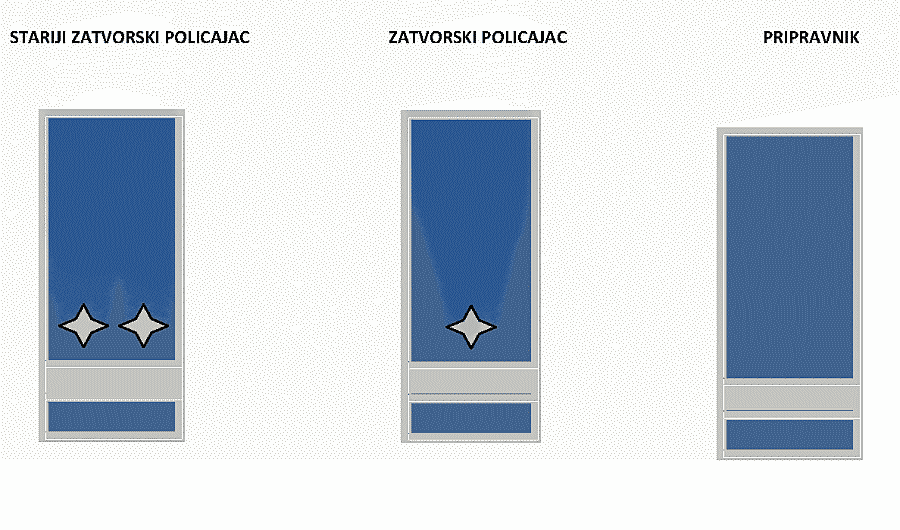 STARIJI ZATVORSKI POLICAJAC
ZATVORSKI POLICAJAC
PRIPRAVNIK